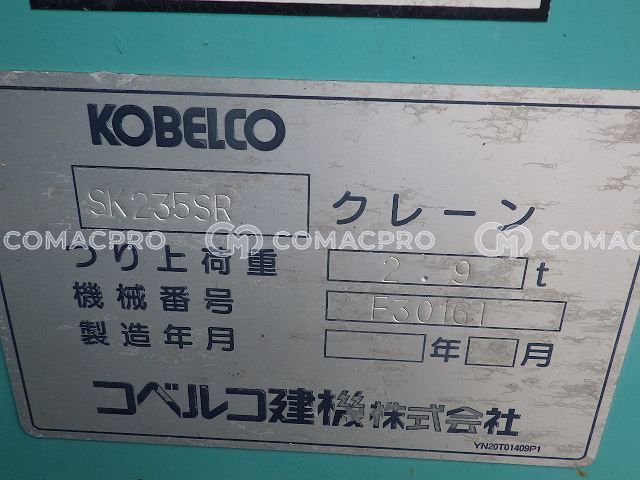 KOBELCO
SK235SR クレーン
COMACPRO CM COMACPRO CM COMACPRO
つり上荷重 2.9 t
機械番号 F30161
製造年月 年 月
コベルコ建機株式会社
YN20T01409P1